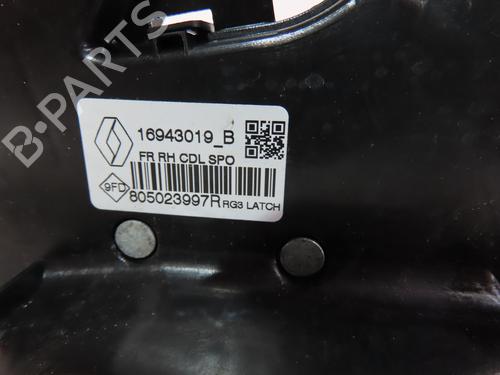 B-PARTS
16943019_B
FR RH CDL SPO
9FD
805023997R RG3 LATCH